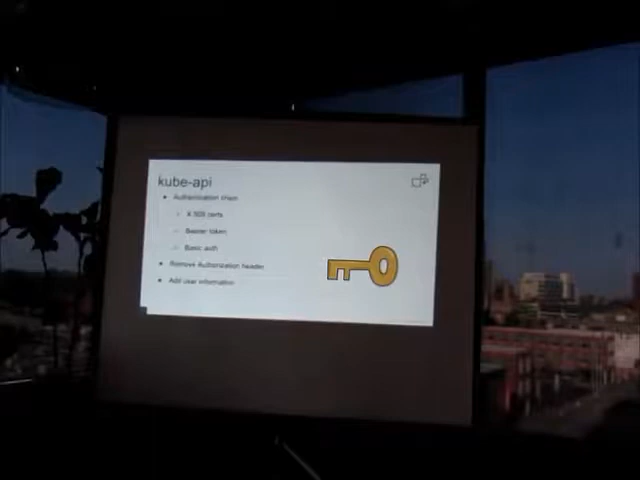 kube-api
Authentication chain
X.509 certs
Bearer token
Basic auth
Remove Authorization header
Add user information